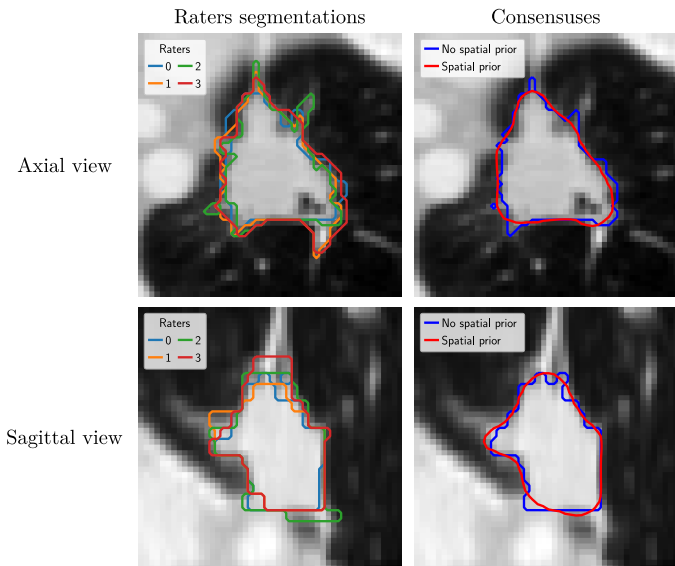 Raters segmentations
Consensuses
Axial view
Raters
0 2
1 3
No spatial prior
Spatial prior
Sagittal view
Raters
0 2
1 3
No spatial prior
Spatial prior